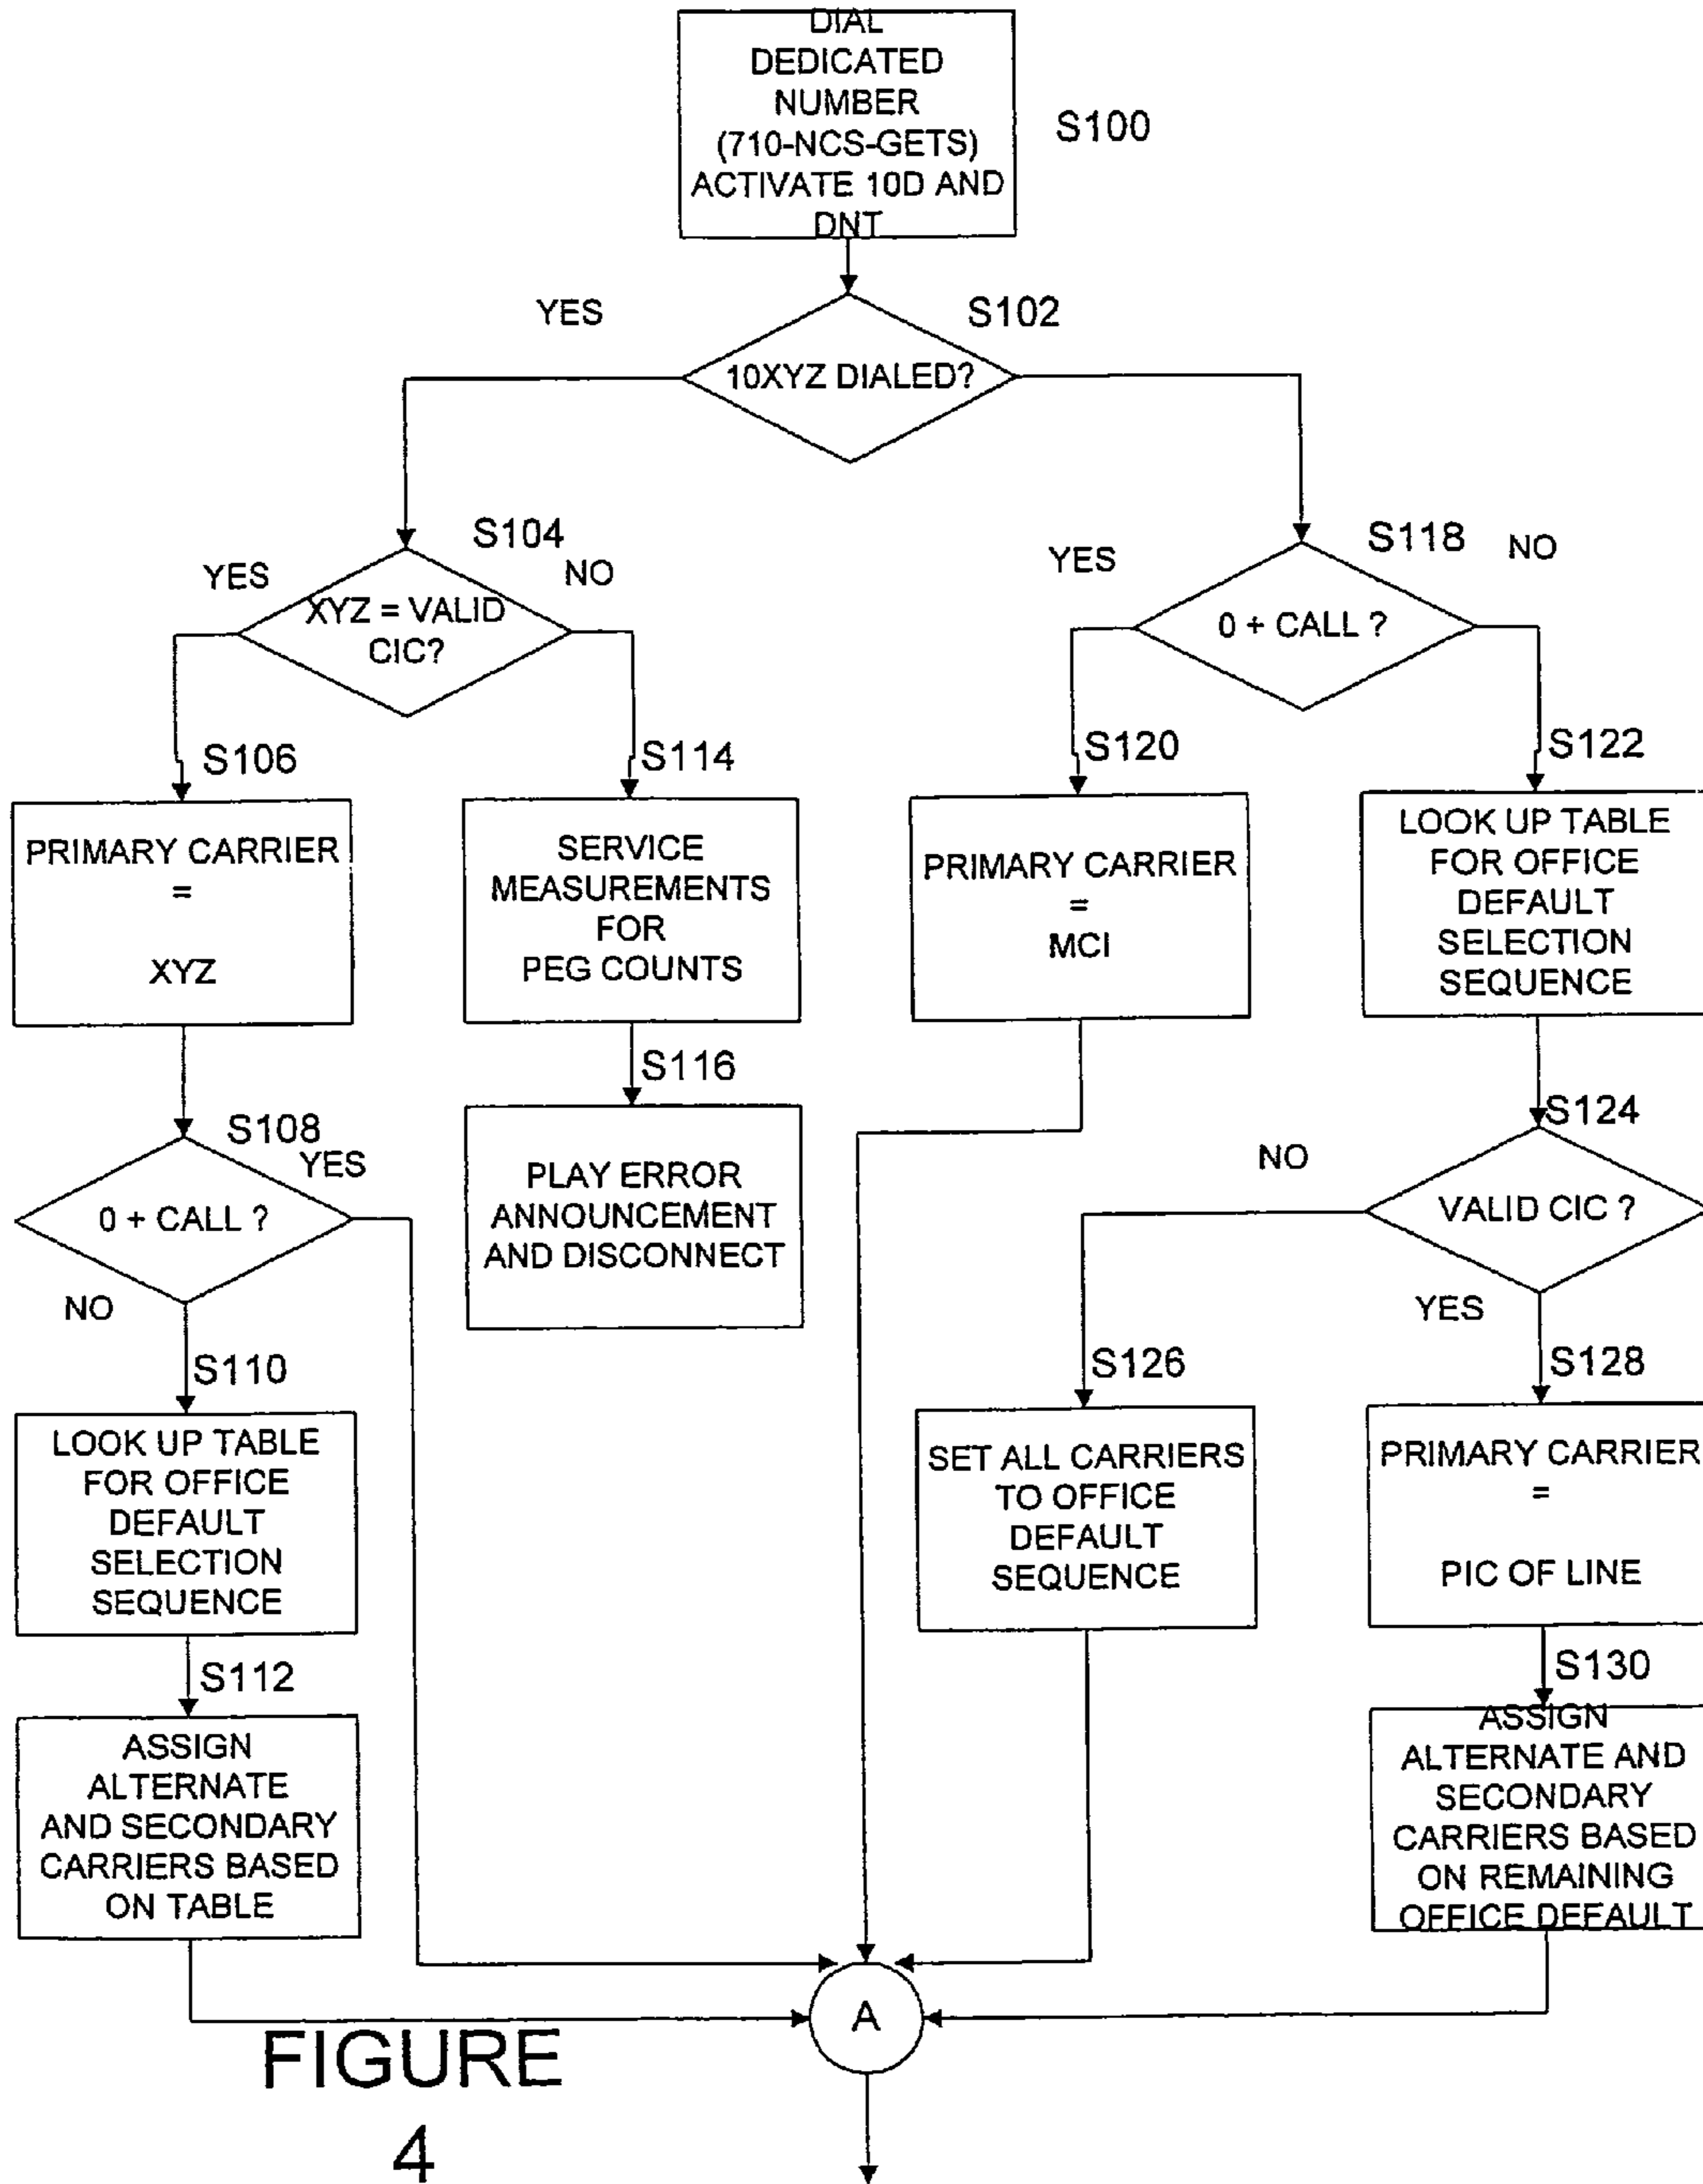 DIAL
DEDICATED
NUMBER
(710-NCS-GETS)
ACTIVATE 10D AND
DNT
S100
YES
S102
10XYZ DIALED?
S104
YES
NO
XYZ = VALID
CIC?
S118
YES
NO
0 + CALL ?
S106
PRIMARY CARRIER
=
XYZ
S114
SERVICE
MEASUREMENTS
FOR
PEG COUNTS
S120
PRIMARY CARRIER
=
MCI
S122
LOOK UP TABLE
FOR OFFICE
DEFAULT
SELECTION
SEQUENCE
S108
YES
0 + CALL ?
NO
S116
PLAY ERROR
ANNOUNCEMENT
AND DISCONNECT
S124
NO
VALID CIC ?
YES
S110
LOOK UP TABLE
FOR OFFICE
DEFAULT
SELECTION
SEQUENCE
S126
SET ALL CARRIERS
TO OFFICE
DEFAULT
SEQUENCE
S128
PRIMARY CARRIER
=
PIC OF LINE
S112
ASSIGN
ALTERNATE
AND SECONDARY
CARRIERS BASED
ON TABLE
S130
ASSIGN
ALTERNATE AND
SECONDARY
CARRIERS BASED
ON REMAINING
OFFICE DEFAULT
A
FIGURE
4